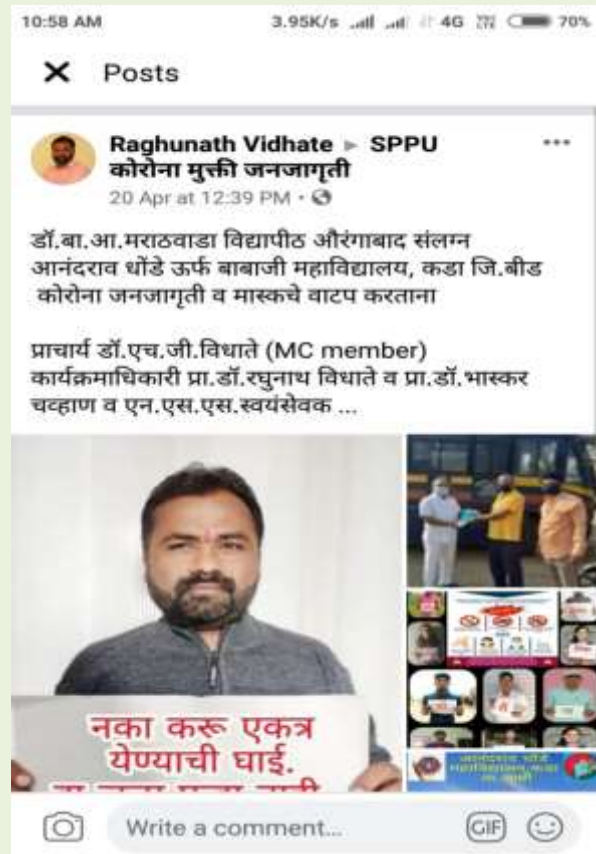 10:58 AM 3.95K/s 4G 70%
Posts
Raghunath Vidhate ▸ SPPU
कोरोना मुक्ती जनजागृती
20 Apr at 12:39 PM •
डॉ.बा.आ.मराठवाडा विद्यापीठ औरंगाबाद संलग्न
आनंदराव धोंडे ऊर्फ बाबाजी महाविद्यालय, कडा जि.बीड
कोरोना जनजागृती व मास्कचे वाटप करताना
प्राचार्य डॉ.एच.जी.विधाते (MC member)
कार्यक्रमाधिकारी प्रा.डॉ.रघुनाथ विधाते व प्रा.डॉ.भास्कर
चव्हाण व एन.एस.एस.स्वयंसेवक ...
नका करू एकत्र
येण्याची घाई.
Write a comment...
GIF